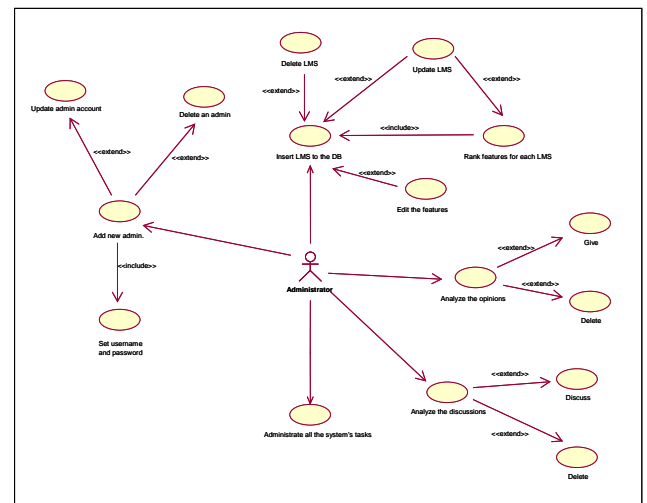 Delete LMS
Update LMS
<<extend>>
<<extend>>
<<extend>>
Update admin account
Delete an admin
<<extend>>
<<extend>>
<<include>>
Insert LMS to the DB
Rank features for each LMS
<<extend>>
Edit the features
Add new admin.
<<include>>
Set username
and password
Administrator
Give
<<extend>>
<<extend>>
Analyze the opinions
Delete
<<extend>>
Discuss
Analyze the discussions
<<extend>>
Administrate all the system's tasks
Delete